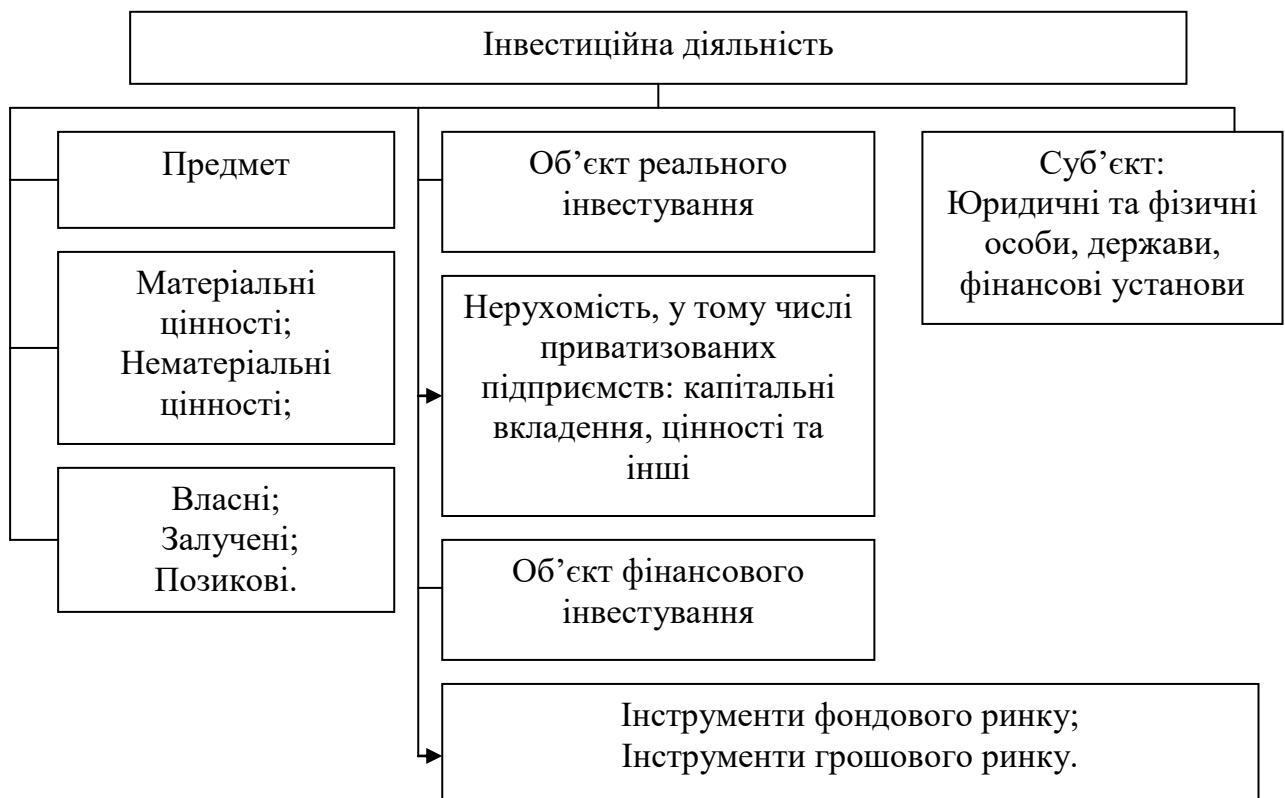 Інвестиційна діяльність
Предмет
Матеріальні
цінності;
Нематеріальні
цінності;
Власні;
Залучені;
Позикові.
Об’єкт реального
інвестування
Нерухомість, у тому числі
приватизованих
підприємств: капітальні
вкладення, цінності та
інші
Об’єкт фінансового
інвестування
Інструменти фондового ринку;
Інструменти грошового ринку.
Суб’єкт:
Юридичні та фізичні
особи, держави,
фінансові установи